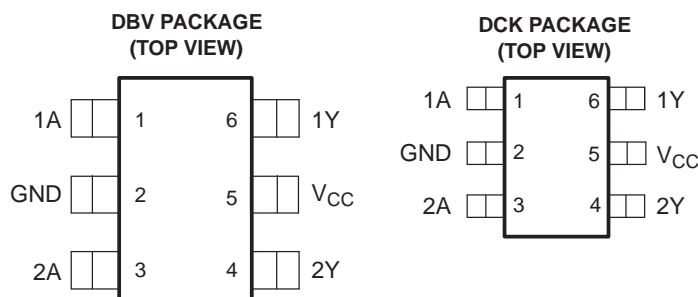 DBV PACKAGE
(TOP VIEW)
1A 1 6 1Y
GND 2 5 VCC
2A 3 4 2Y
DCK PACKAGE
(TOP VIEW)
1A 1 6 1Y
GND 2 5 VCC
2A 3 4 2Y